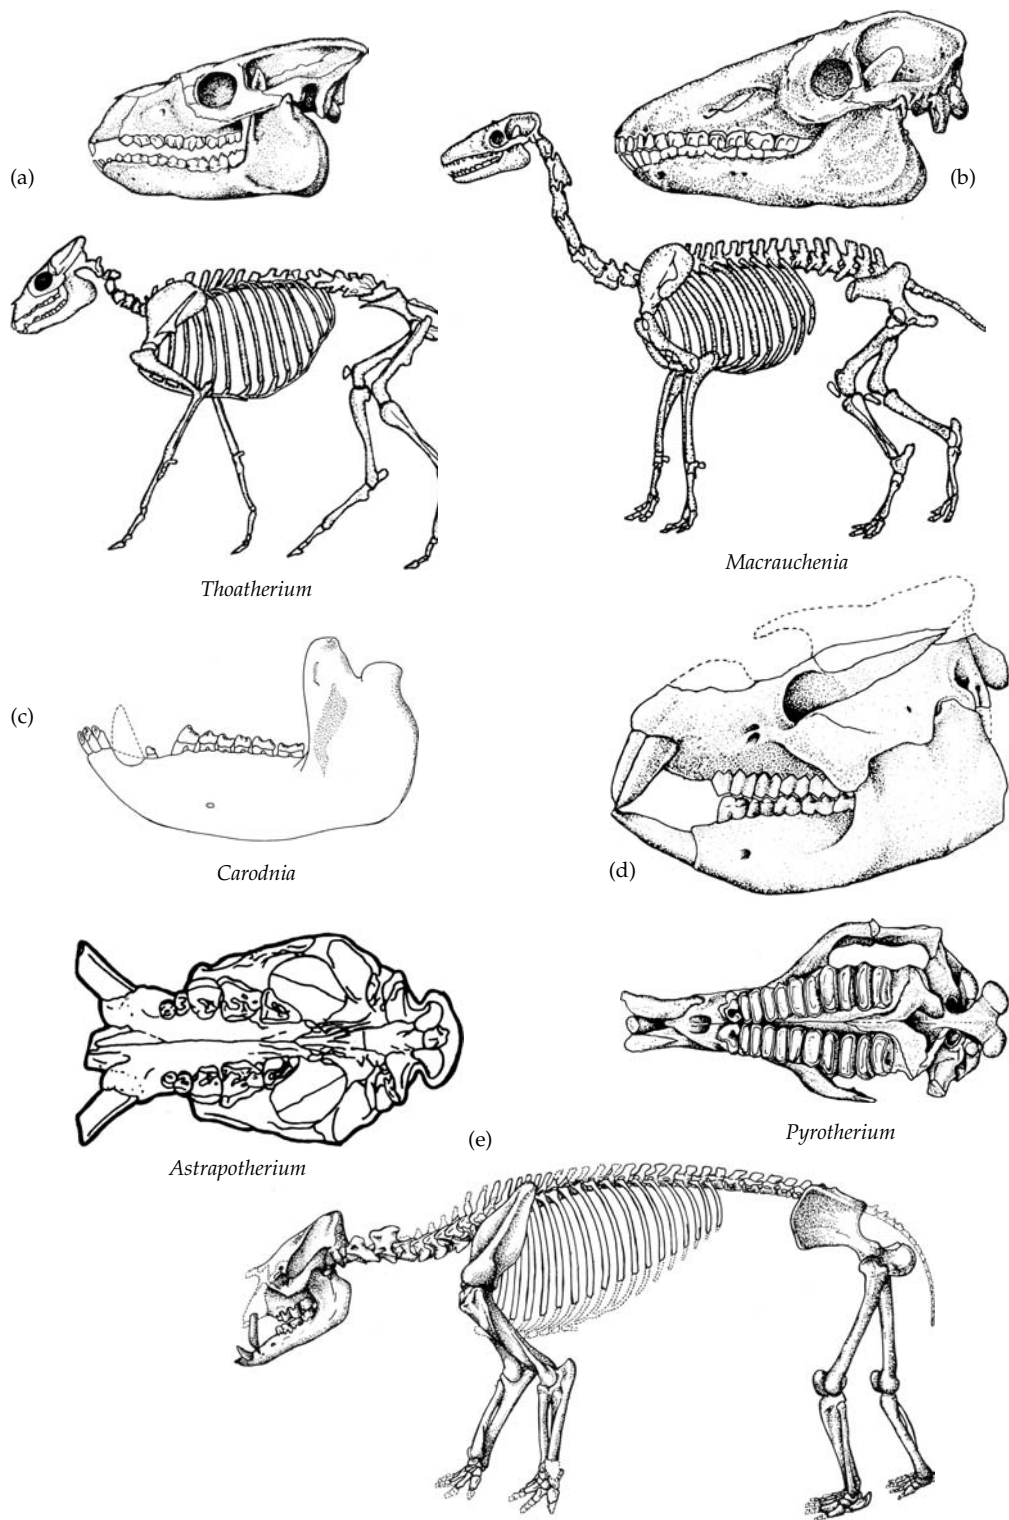 (a)
(b)
Thoatherium
Macrauchenia
(c)
Carodnia
(d)
Astrapotherium
(e)
Pyrotherium